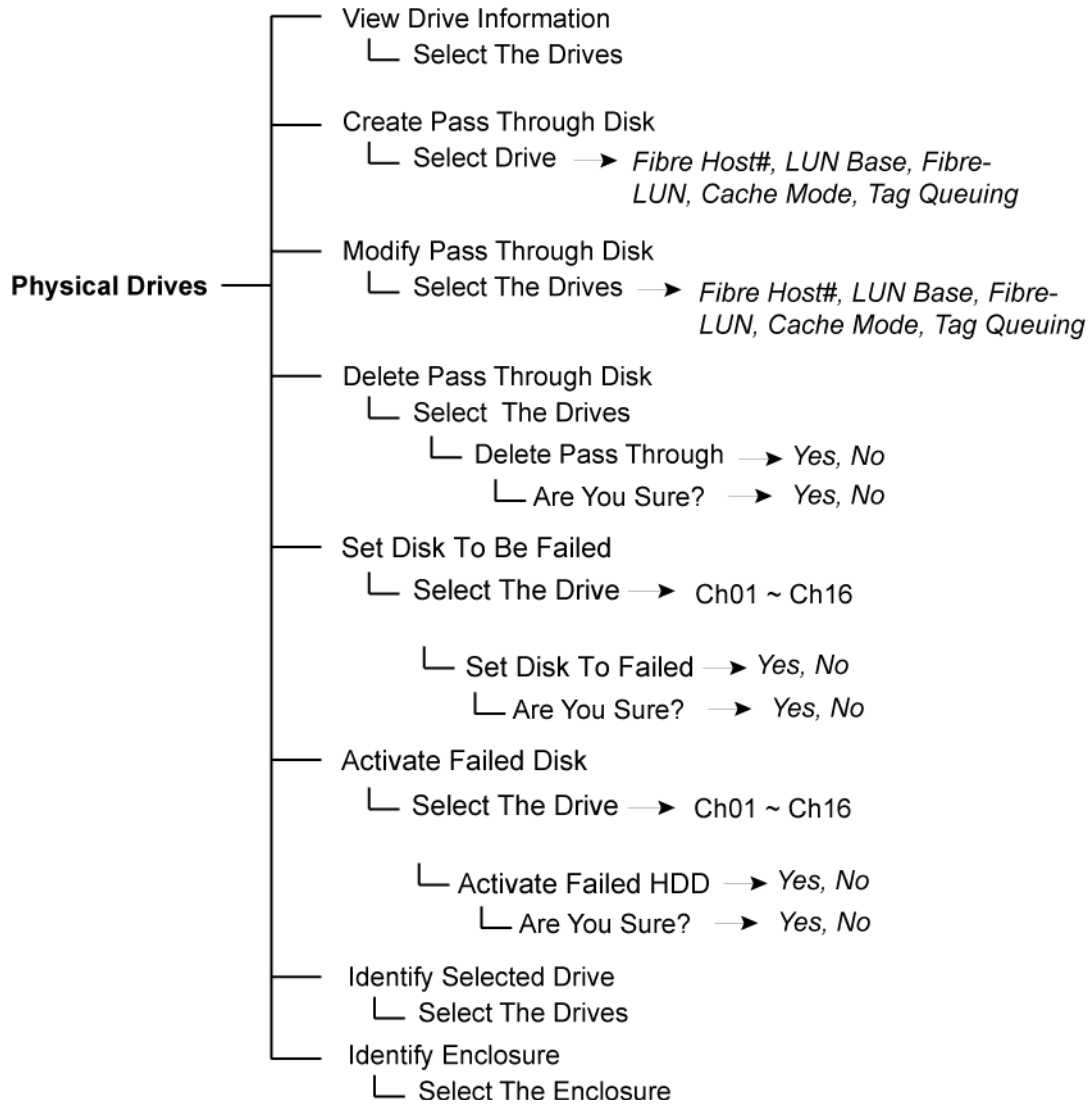 View Drive Information
Select The Drives
Create Pass Through Disk
Select Drive
Fibre Host#, LUN Base, Fibre-
LUN, Cache Mode, Tag Queuing
Modify Pass Through Disk
Physical Drives
Select The Drives
Fibre Host#, LUN Base, Fibre-
LUN, Cache Mode, Tag Queuing
Delete Pass Through Disk
Select The Drives
Delete Pass Through Yes, No
Are You Sure? Yes, No
Set Disk To Be Failed
Select The Drive Ch01 ~ Ch16
Set Disk To Failed Yes, No
Are You Sure? Yes, No
Activate Failed Disk
Select The Drive Ch01 ~ Ch16
Activate Failed HDD Yes, No
Are You Sure? Yes, No
Identify Selected Drive
Select The Drives
Identify Enclosure
Select The Enclosure